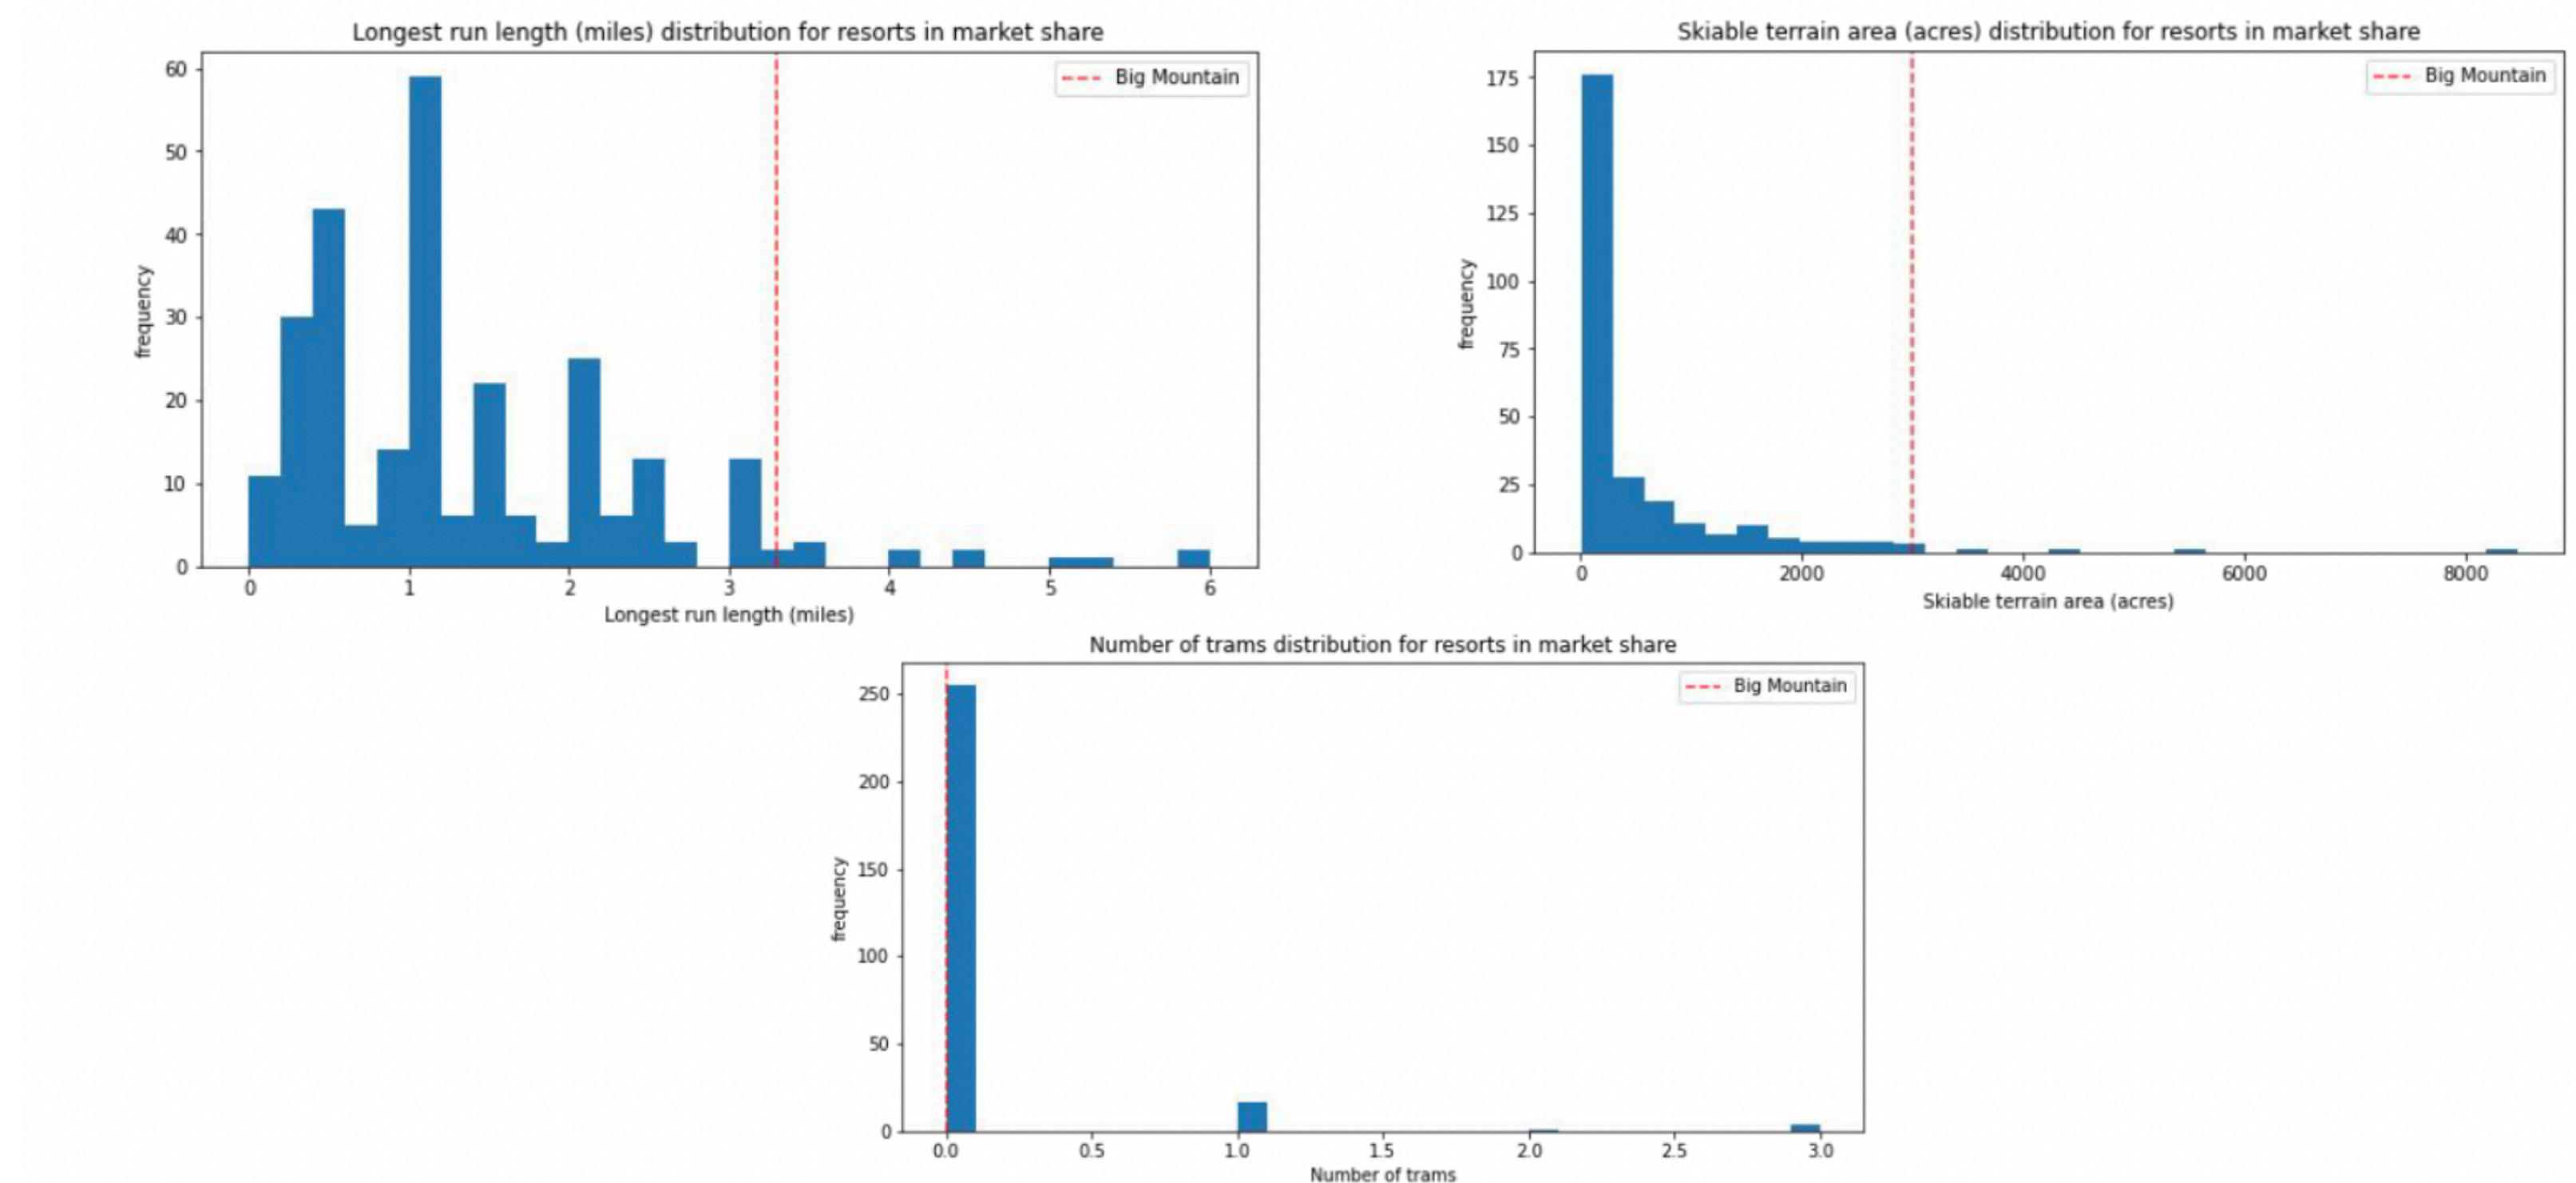 Longest run length (miles) distribution for resorts in market share
Big Mountain
60
50
40
30
20
10
0
frequency
0 1 2 3 4 5 6
Longest run length (miles)
Skiable terrain area (acres) distribution for resorts in market share
Big Mountain
175
150
125
100
75
50
25
0
frequency
0 2000 4000 6000 8000
Skiable terrain area (acres)
Number of trams distribution for resorts in market share
Big Mountain
250
200
150
100
50
0
frequency
0.0 0.5 1.0 1.5 2.0 2.5 3.0
Number of trams